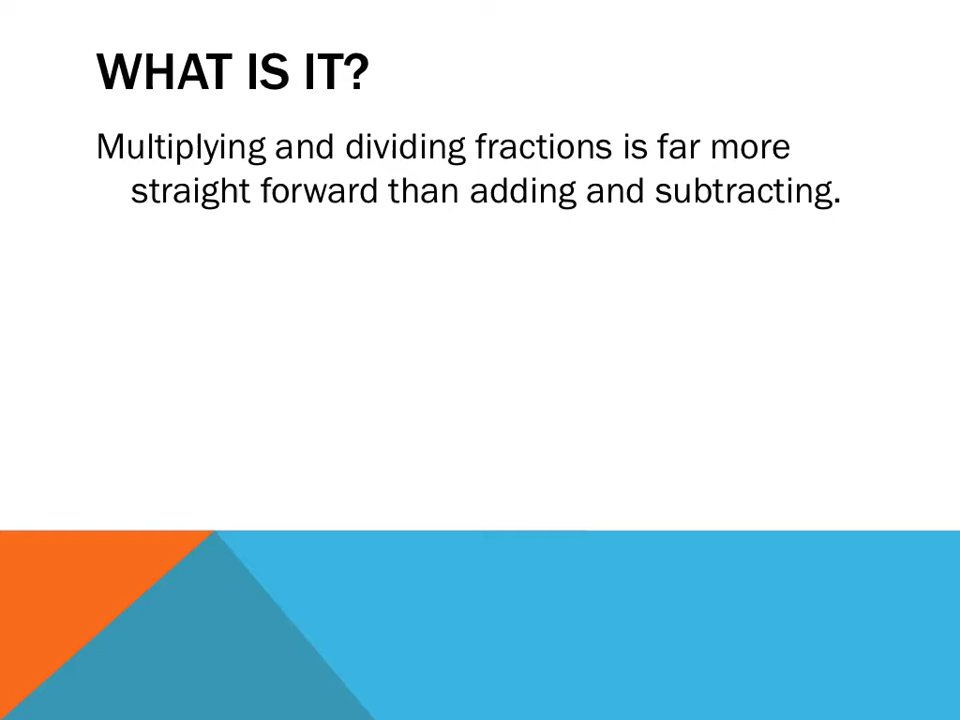 WHAT IS IT?
Multiplying and dividing fractions is far more
straight forward than adding and subtracting.